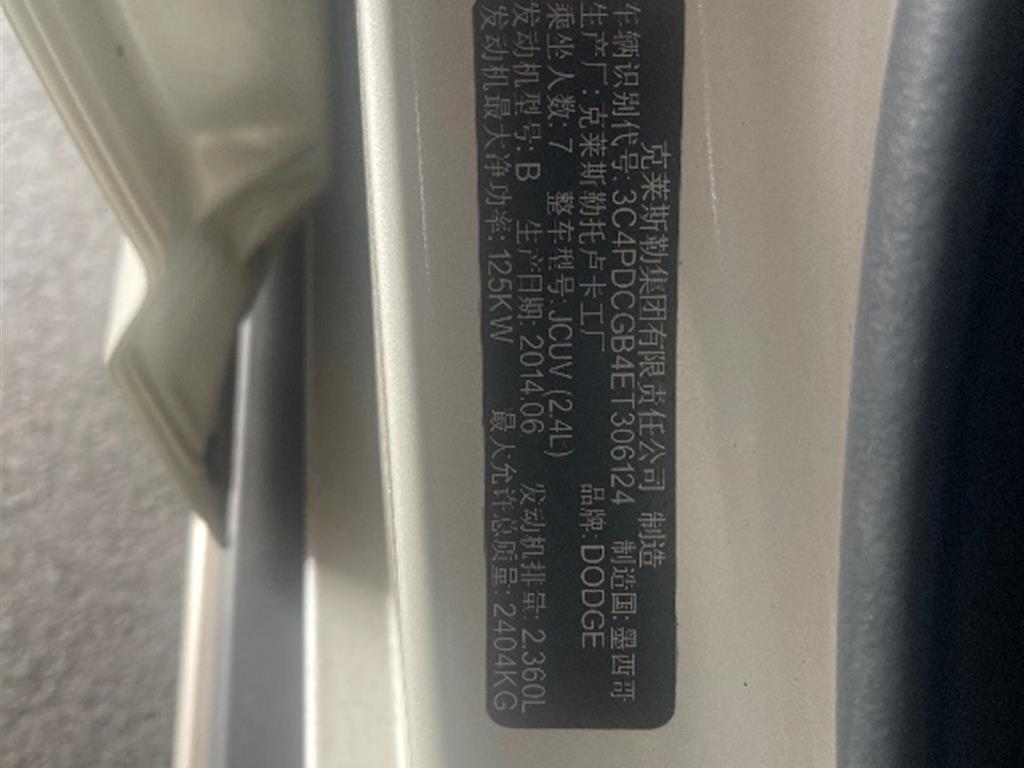 克莱斯勒集团有限责任公司 制造
车辆识别代号: 3C4PDCGB4ET306124 制造国: 墨西哥
生产厂: 克莱斯勒托卢卡工厂 品牌: DODGE
乘坐人数: 7 整车型号: JCUV (2.4L)
发动机型号: B 生产日期: 2014.06 发动机排量: 2.360L
发动机最大净功率: 125KW 最大允许总质量: 2404KG